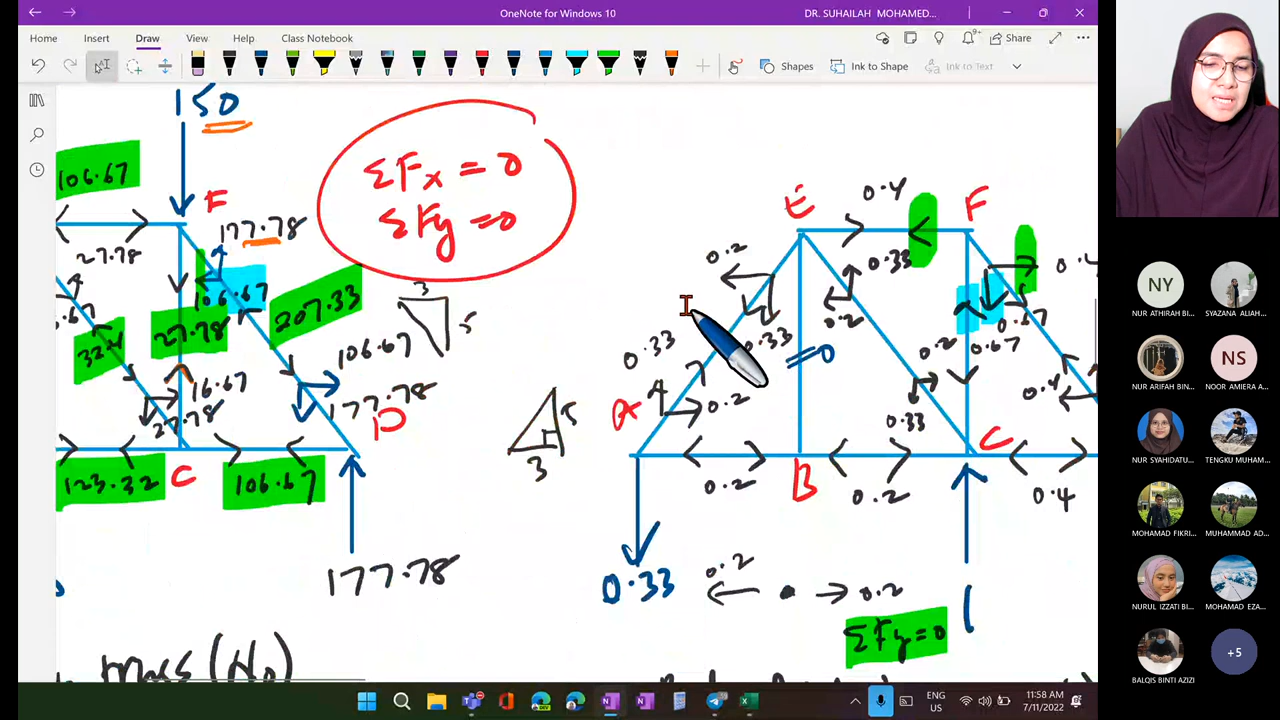 OneNote for Windows 10
DR. SUHAILAH MOHAMED...
Home
Insert
Draw
View
Help
Class Notebook
Share
Shapes
Ink to Shape
Ink to Text
150
106.67
F
177.78
27.78
106.67
207.33
27.78
32.4
16.67
27.78
106.67
177.78
D
123.32
C
106.67
177.78
ΣFx = 0
ΣFy = 0
3
5
5
3
E
0.4
F
0.2
0.33
0.2
0.33
0.33
=0
0.67
0.2
0.67
A
0.2
0.4
0.33
C
0.2
B
0.2
0.4
0.33
0.2
0.2
1
ΣFy=0
NY
NUR ATHIRAH BIN...
SYAZANA ALIAH...
NUR ARIFAH BIN...
NS
NOOR AMIERA A...
NUR SYAHIDATU...
TENGKU MUHAM...
MOHAMAD FIKRI...
MUHAMMAD AD...
NURUL IZZATI BI...
MOHAMAD EZA...
BALQIS BINTI AZIZI
+5
ENG
US
11:58 AM
7/11/2022